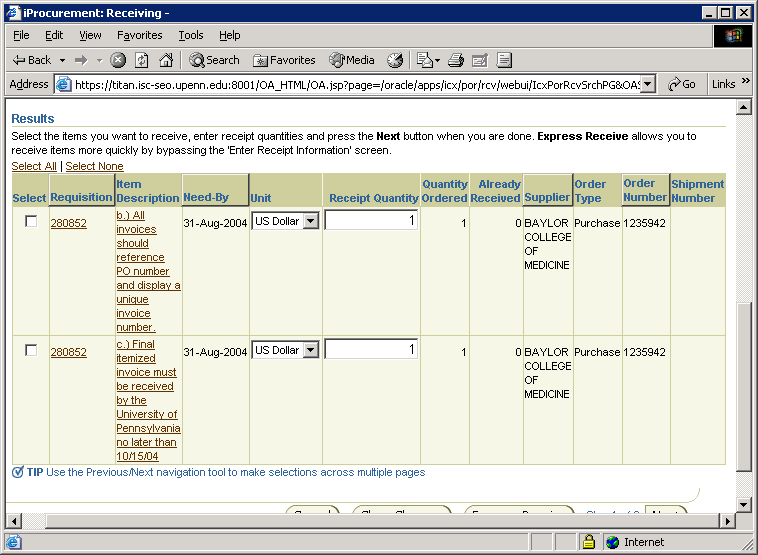 iProcurement: Receiving -
File Edit View Favorites Tools Help
Back Search Favorites Media
Address https://titan.isc-seo.upenn.edu:8001/OA_HTML/OA.jsp?page=/oracle/apps/icx/por/rcv/webui/IcxPorRcvSrchPG&OAS Go Links »
Results
Select the items you want to receive, enter receipt quantities and press the Next button when you are done. Express Receive allows you to
receive items more quickly by bypassing the 'Enter Receipt Information' screen.
Select All | Select None
Select Requisition Item Description Need-By Unit Receipt Quantity Quantity Ordered Already Received Supplier Order Type Order Number Shipment Number
280852 b.) All 31-Aug-2004 US Dollar 1 1 0 BAYLOR Purchase 1235942
invoices COLLEGE
should OF
reference MEDICINE
PO number
and display a
unique
invoice
number.
280852 c.) Final 31-Aug-2004 US Dollar 1 1 0 BAYLOR Purchase 1235942
itemized COLLEGE
invoice must OF
be received MEDICINE
by the
University of
Pennsylvania
no later than
10/15/04
TIP Use the Previous/Next navigation tool to make selections across multiple pages
Internet